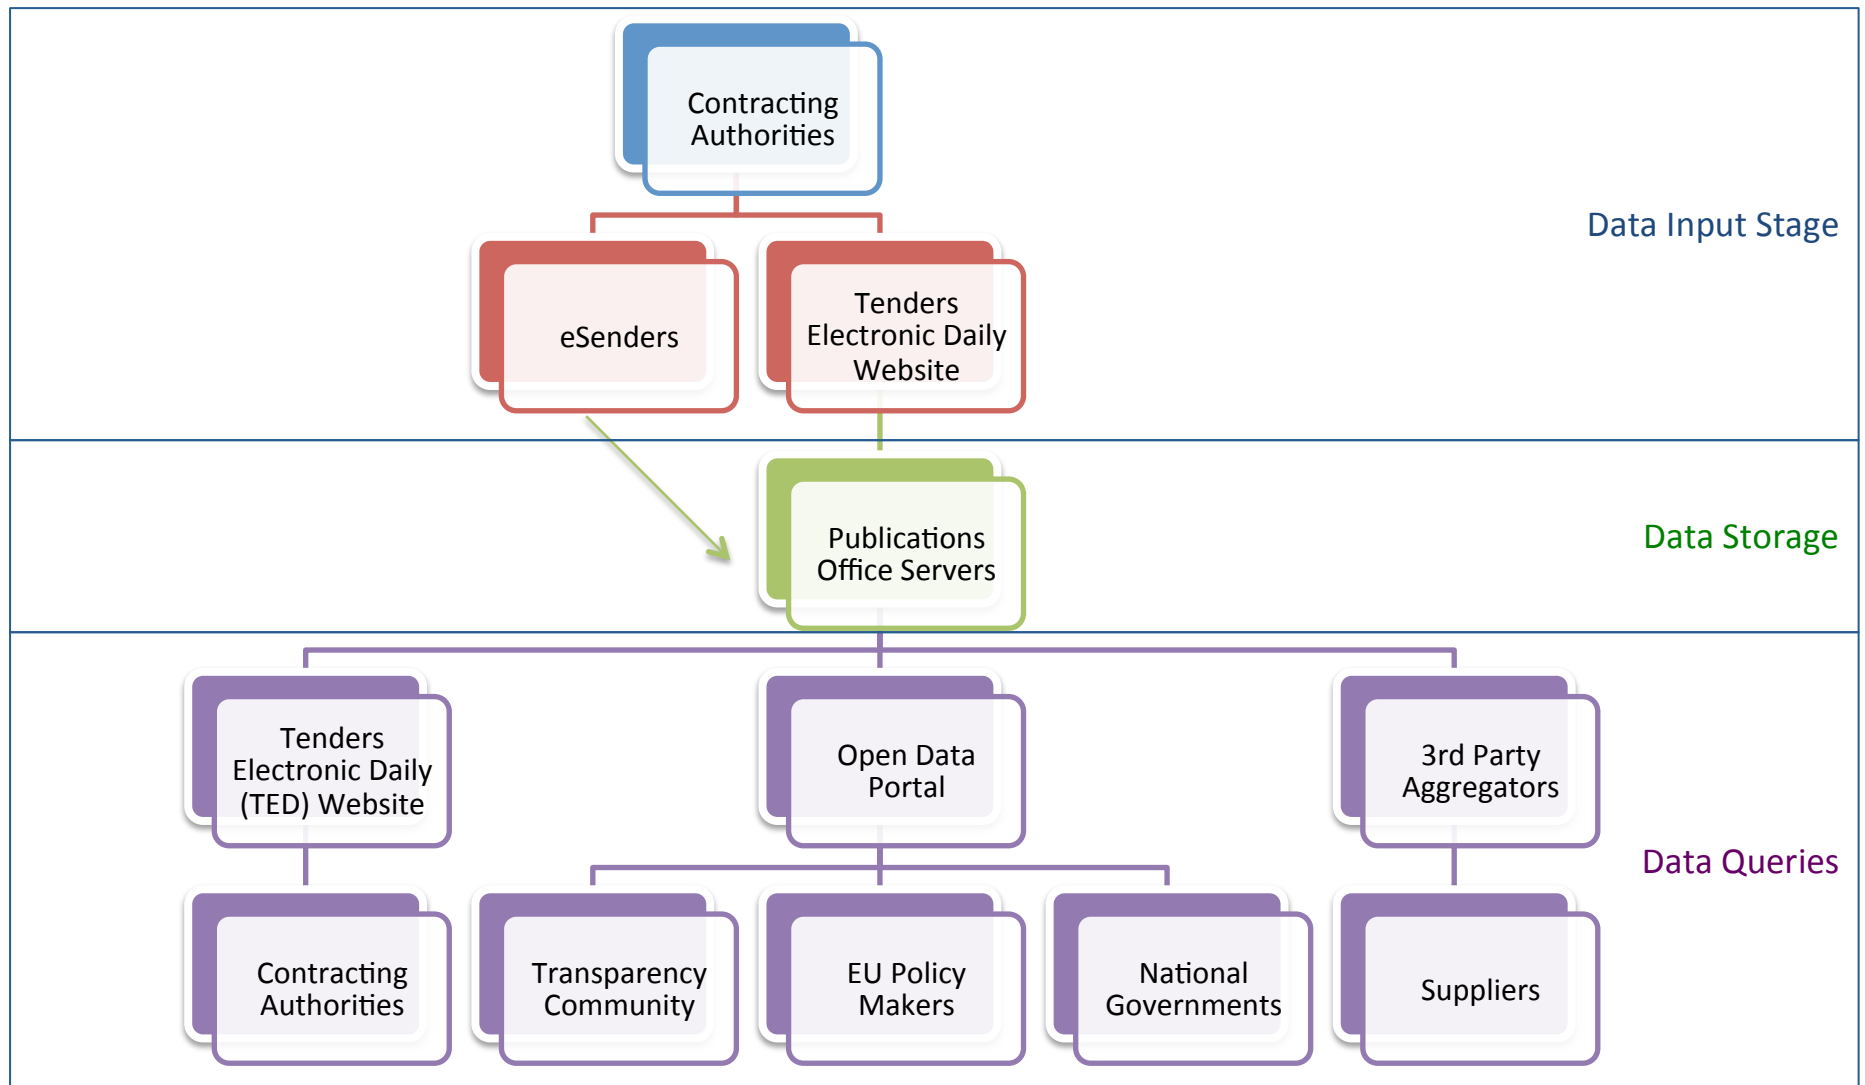 Contracting
Authorities
Data Input Stage
eSenders
Tenders
Electronic Daily
Website
Publications
Office Servers
Data Storage
Tenders
Electronic Daily
(TED) Website
Open Data
Portal
3rd Party
Aggregators
Data Queries
Contracting
Authorities
Transparency
Community
EU Policy
Makers
National
Governments
Suppliers